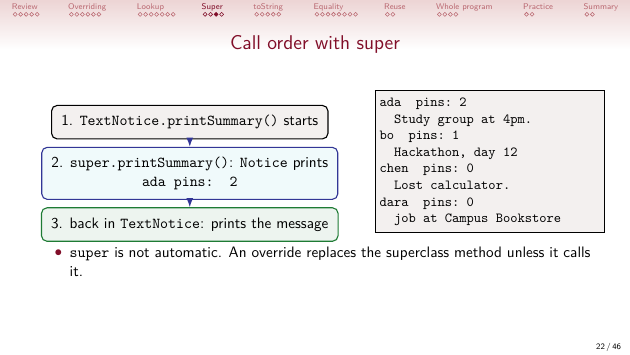 Review Overriding Lookup Super toString Equality Reuse Whole program Practice Summary
Call order with super
1. TextNotice.printSummary() starts
2. super.printSummary(): Notice prints
ada pins: 2
3. back in TextNotice: prints the message
ada  pins: 2
  Study group at 4pm.
bo  pins: 1
  Hackathon, day 12
chen  pins: 0
  Lost calculator.
dara  pins: 0
  job at Campus Bookstore
• super is not automatic. An override replaces the superclass method unless it calls
it.
22 / 46